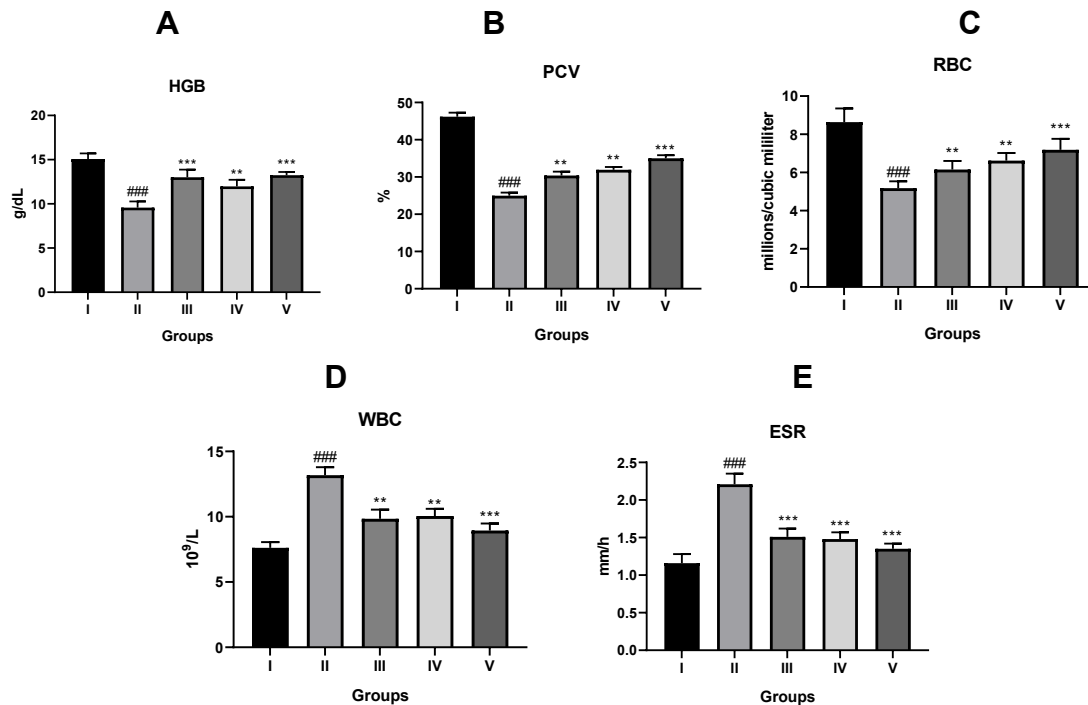 A
HGB
g/dL
20
15
10
5
0
###
***
**
***
I II III IV V
Groups
B
PCV
%
50
40
30
20
10
0
###
**
**
***
I II III IV V
Groups
C
RBC
millions/cubic mililiter
10
8
6
4
2
0
###
**
**
***
I II III IV V
Groups
D
WBC
10⁹/L
15
10
5
0
###
**
**
***
I II III IV V
Groups
E
ESR
mm/h
2.5
2.0
1.5
1.0
0.5
0.0
###
***
***
***
I II III IV V
Groups